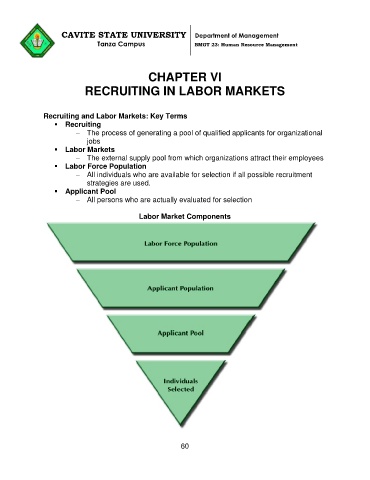 CAVITE STATE UNIVERSITY
Tanza Campus
Department of Management
BMGT 23: Human Resource Management
CHAPTER VI
RECRUITING IN LABOR MARKETS
Recruiting and Labor Markets: Key Terms
▪ Recruiting
– The process of generating a pool of qualified applicants for organizational
jobs
▪ Labor Markets
– The external supply pool from which organizations attract their employees
▪ Labor Force Population
– All individuals who are available for selection if all possible recruitment
strategies are used.
▪ Applicant Pool
– All persons who are actually evaluated for selection
Labor Market Components
Labor Force Population
Applicant Population
Applicant Pool
Individuals
Selected
60